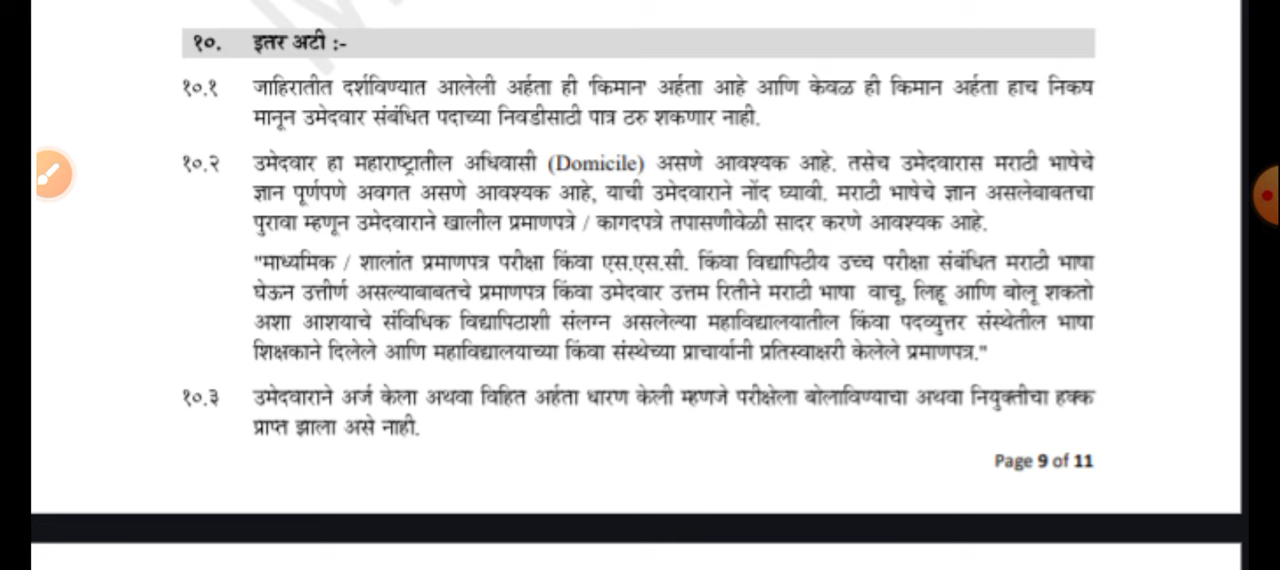 १०. इतर अटी :-
१०.१ जाहिरातीत दर्शविण्यात आलेली अर्हता ही 'किमान' अर्हता आहे आणि केवळ ही किमान अर्हता हाच निकष
मानून उमेदवार संबंधित पदाच्या निवडीसाठी पात्र ठरु शकणार नाही.
१०.२ उमेदवार हा महाराष्ट्रातील अधिवासी (Domicile) असणे आवश्यक आहे. तसेच उमेदवारास मराठी भाषेचे
ज्ञान पूर्णपणे अवगत असणे आवश्यक आहे, याची उमेदवाराने नोंद घ्यावी. मराठी भाषेचे ज्ञान असलेबाबतचा
पुरावा म्हणून उमेदवाराने खालील प्रमाणपत्रे / कागदपत्रे तपासणीवेळी सादर करणे आवश्यक आहे.
"माध्यमिक / शालांत प्रमाणपत्र परीक्षा किंवा एस.एस.सी. किंवा विद्यापिठीय उच्च परीक्षा संबंधित मराठी भाषा
घेऊन उत्तीर्ण असल्याबाबतचे प्रमाणपत्र किंवा उमेदवार उत्तम रितीने मराठी भाषा वाचू, लिहू आणि बोलू शकतो
अशा आशयाचे संविधिक विद्यापिठाशी संलग्न असलेल्या महाविद्यालयातील किंवा पदव्युत्तर संस्थेतील भाषा
शिक्षकाने दिलेले आणि महाविद्यालयाच्या किंवा संस्थेच्या प्राचार्यानी प्रतिस्वाक्षरी केलेले प्रमाणपत्र."
१०.३ उमेदवाराने अर्ज केला अथवा विहित अर्हता धारण केली म्हणजे परीक्षेला बोलाविण्याचा अथवा नियुक्तीचा हक्क
प्राप्त झाला असे नाही.
Page 9 of 11